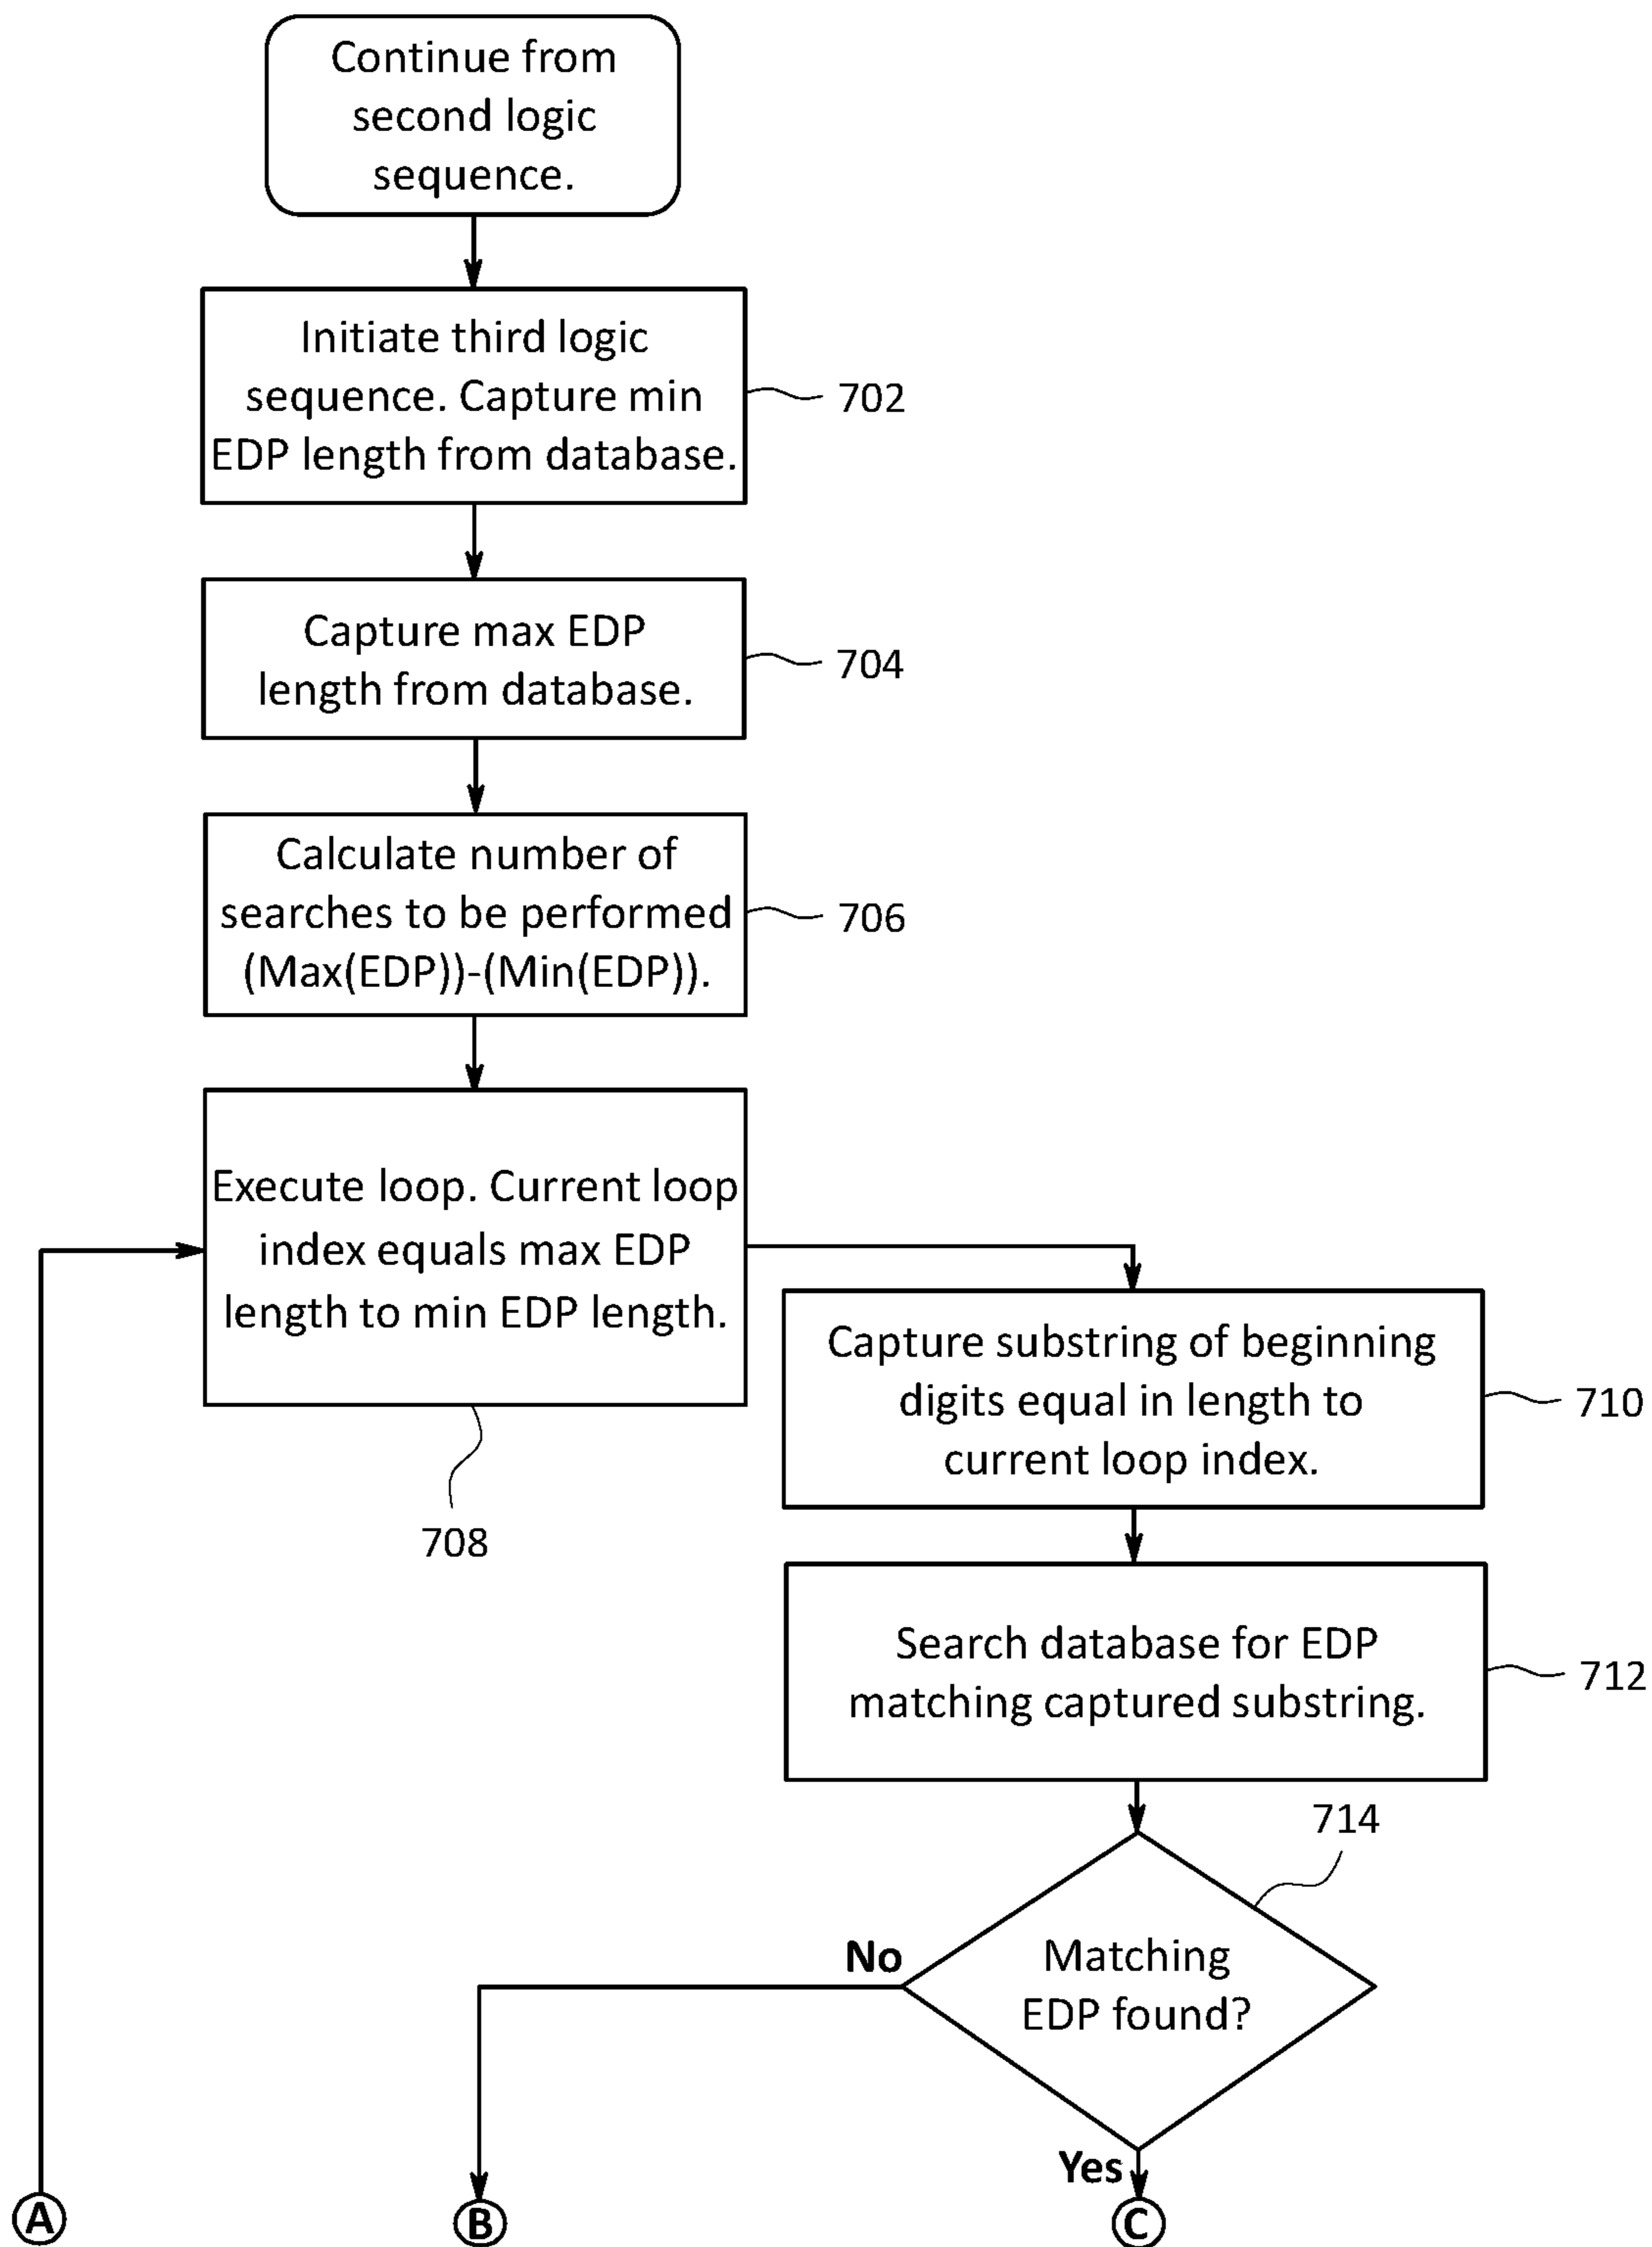 Continue from
second logic
sequence.
Initiate third logic
sequence. Capture min
EDP length from database.
702
Capture max EDP
length from database.
704
Calculate number of
searches to be performed
(Max(EDP))-(Min(EDP)).
706
Execute loop. Current loop
index equals max EDP
length to min EDP length.
708
Capture substring of beginning
digits equal in length to
current loop index.
710
Search database for EDP
matching captured substring.
712
714
Matching
EDP found?
No
Yes
A
B
C